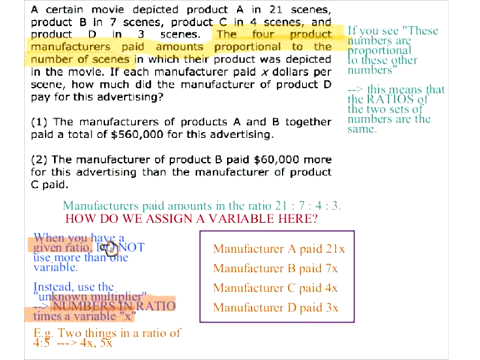 A certain movie depicted product A in 21 scenes,
product B in 7 scenes, product C in 4 scenes, and
product D in 3 scenes. The four product
manufacturers paid amounts proportional to the
number of scenes in which their product was depicted
in the movie. If each manufacturer paid x dollars per
scene, how much did the manufacturer of product D
pay for this advertising?
(1) The manufacturers of products A and B together
paid a total of $560,000 for this advertising.
(2) The manufacturer of product B paid $60,000 more
for this advertising than the manufacturer of product
C paid.
If you see "These
numbers are
proportional
to these other
numbers"
--> this means that
the RATIOS of
the two sets of
numbers are the
same.
Manufacturers paid amounts in the ratio 21 : 7 : 4 : 3.
HOW DO WE ASSIGN A VARIABLE HERE?
When you have a
given ratio, NOT
use more than one
variable.
Instead, use the
"unknown multiplier"
--> NUMBERS IN RATIO
times a variable "x"
E.g. Two things in a ratio of
4:5 ---> 4x, 5x
Manufacturer A paid 21x
Manufacturer B paid 7x
Manufacturer C paid 4x
Manufacturer D paid 3x